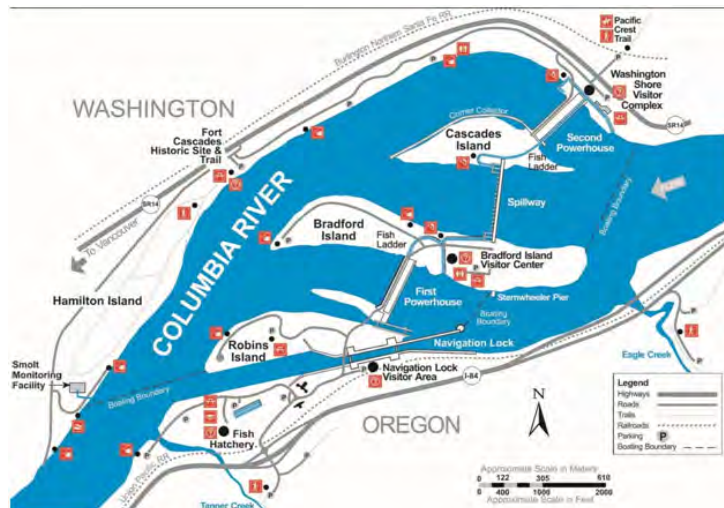 Burlington Northern Santa Fe RR
Pacific
Crest
Trail
P
WASHINGTON
Washington
Shore
Visitor
Complex
SR14
Fort
Cascades
Historic Site &
Trail
Corner Collector
Cascades
Island
Second
Powerhouse
Fish
Ladder
Spillway
Boating Boundary
FLOW
SR14
To Vancouver
COLUMBIA RIVER
Bradford
Island
Fish
Ladder
Bradford Island
Visitor Center
First
Powerhouse
Sternwheeler Pier
Boating
Boundary
Hamilton Island
Robins
Island
Navigation Lock
Eagle Creek
Smolt
Monitoring
Facility
Boating Boundary
Navigation Lock
Visitor Area
I-84
OREGON
N
Fish
Hatchery
Union Pacific RR
Tanner Creek
Legend
Highways
Roads
Trails
Railroads
Parking P
Boating Boundary
Approximate Scale in Meters
0 122 305 610
0 400 1000 2000
Approximate Scale in Feet